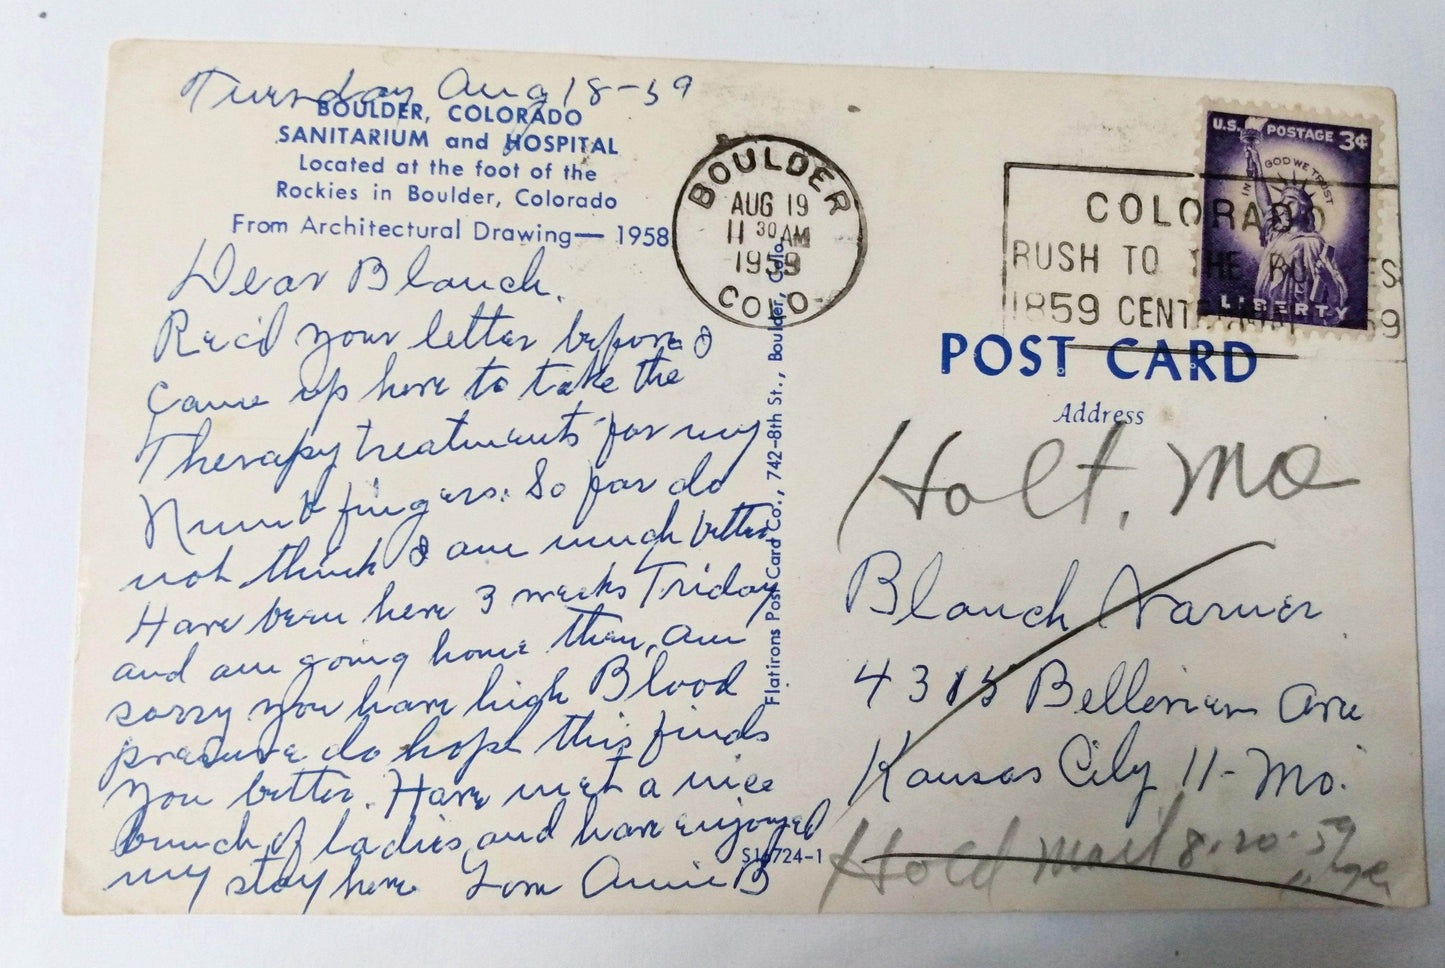 Tuesday Aug 18-59
BOULDER, COLORADO
SANITARIUM and HOSPITAL
Located at the foot of the
Rockies in Boulder, Colorado
From Architectural Drawing— 1958
Dear Blanch.
Rec'd your letter before I
Came up here to take the
Therapy treatments for my
Numb fingers. So far do
not think I am much better
Have been here 3 weeks Friday
and am going home then, am
sorry you have high Blood
pressure do hope this finds
you better. Have met a nice
bunch of ladies, and have enjoyed
my stay here Love Annie B
S16724-1
Flatirons Post Card Co., 742-8th St., Boulder, Colo.
BOULDER
AUG 19
11 30 AM
1959
COLO.
U.S. POSTAGE 3¢
IN GOD WE TRUST
LIBERTY
COLORADO
RUSH TO THE ROCKIES
1859 CENTENNIAL 1959
POST CARD
Address
Holt, Mo
Blanch Warner
4315 Ave
Kansas City 11- Mo.
Hold mail 8-20-59